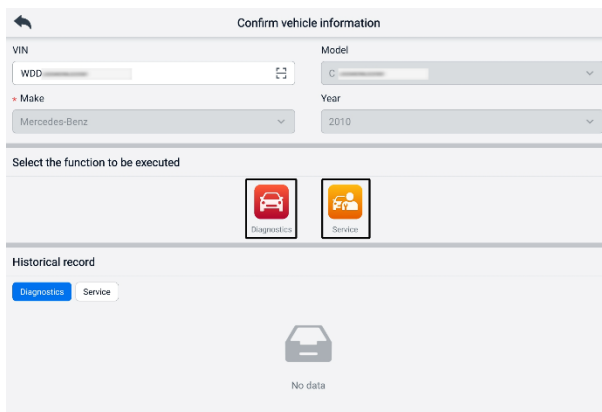 Confirm vehicle information
VIN
Model
WDD
C
* Make
Year
Mercedes-Benz
2010
Select the function to be executed
Diagnostics
Service
Historical record
Diagnostics
Service
No data